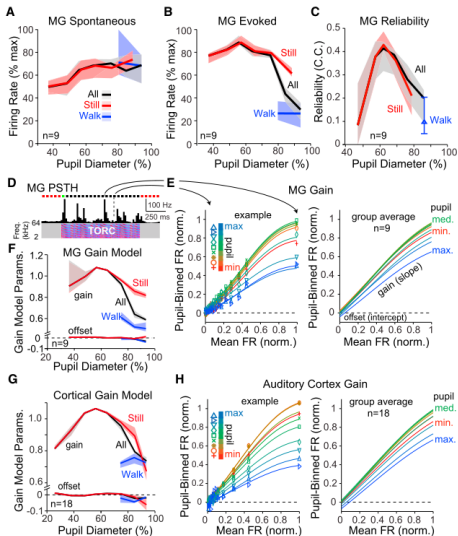 A MG Spontaneous
Firing Rate (% max)
100
80
60
40
20
0
All
Still
Walk
n=9
20 40 60 80 100
Pupil Diameter (%)
B MG Evoked
Firing Rate (% max)
100
80
60
40
20
0
Still
All
Walk
n=9
20 40 60 80 100
Pupil Diameter (%)
C MG Reliability
Reliability (C.C.)
0.5
0.4
0.3
0.2
0.1
0
All
Still
Walk
n=9
40 60 80 100
Pupil Diameter (%)
D MG PSTH
100 Hz
250 ms
Freq. (kHz)
64
2
TORC
E MG Gain
example
Pupil-Binned FR (norm.)
1
0.8
0.6
0.4
0.2
0
max
pupil
min
0 0.2 0.4 0.6 0.8 1
Mean FR (norm.)
group average
n=9
Pupil-Binned FR (norm.)
1
0.8
0.6
0.4
0.2
0
pupil
med.
min.
max.
gain (slope)
offset (intercept)
0 0.2 0.4 0.6 0.8 1
Mean FR (norm.)
F MG Gain Model
Gain Model Params.
1.2
1.0
0.8
0.6
0
-0.1
Still
gain
All
Walk
offset
n=9
20 40 60 80 100
Pupil Diameter (%)
G Cortical Gain Model
Gain Model Params.
1.0
0.8
0.6
0
-0.1
Still
gain
All
Walk
offset
n=18
20 40 60 80 100
Pupil Diameter (%)
H Auditory Cortex Gain
example
Pupil-Binned FR (norm.)
1
0.8
0.6
0.4
0.2
0
max
pupil
min
0 0.2 0.4 0.6 0.8 1
Mean FR (norm.)
group average
n=18
Pupil-Binned FR (norm.)
1
0.8
0.6
0.4
0.2
0
pupil
med.
min.
max.
0 0.2 0.4 0.6 0.8 1
Mean FR (norm.)